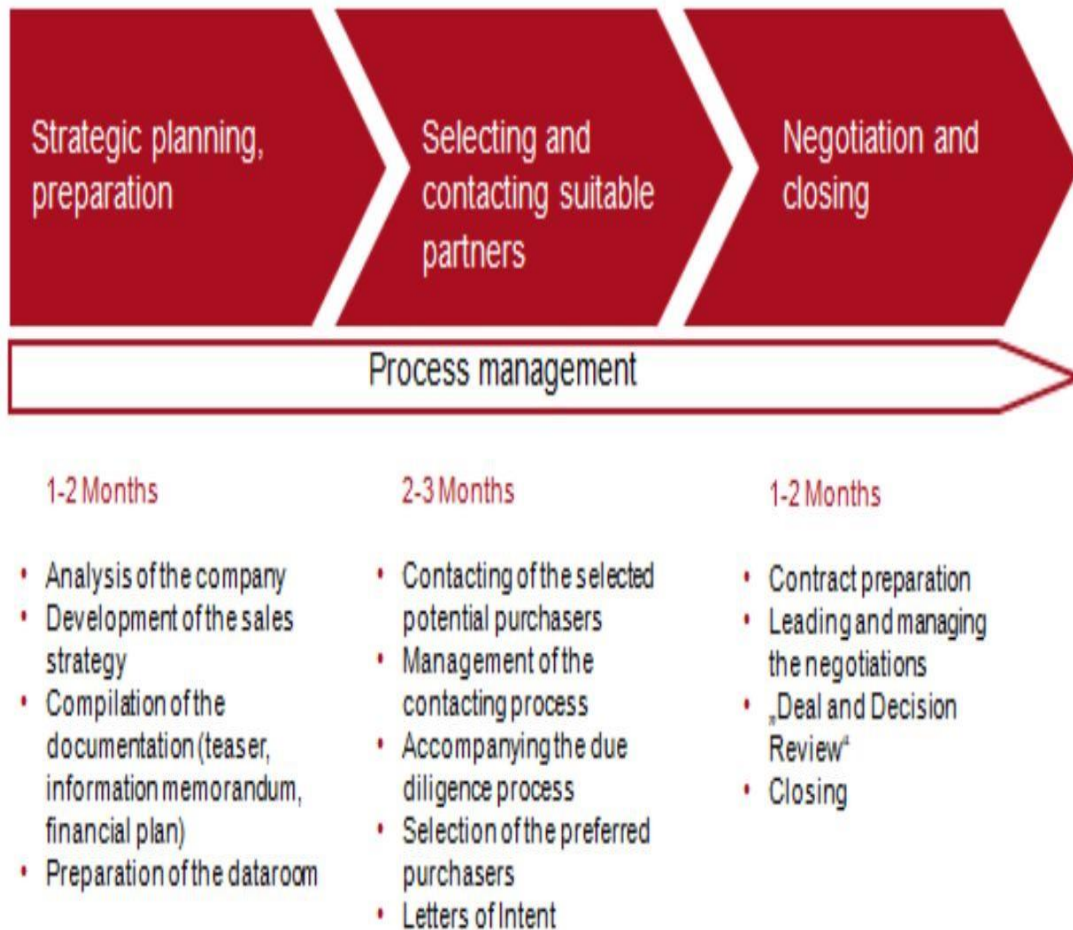 Strategic planning,
preparation
Selecting and
contacting suitable
partners
Negotiation and
closing
Process management
1-2 Months
• Analysis of the company
• Development of the sales
strategy
• Compilation of the
documentation (teaser,
information memorandum,
financial plan)
• Preparation of the dataroom
2-3 Months
• Contacting of the selected
potential purchasers
• Management of the
contacting process
• Accompanying the due
diligence process
• Selection of the preferred
purchasers
• Letters of Intent
1-2 Months
• Contract preparation
• Leading and managing
the negotiations
• „Deal and Decision
Review“
• Closing